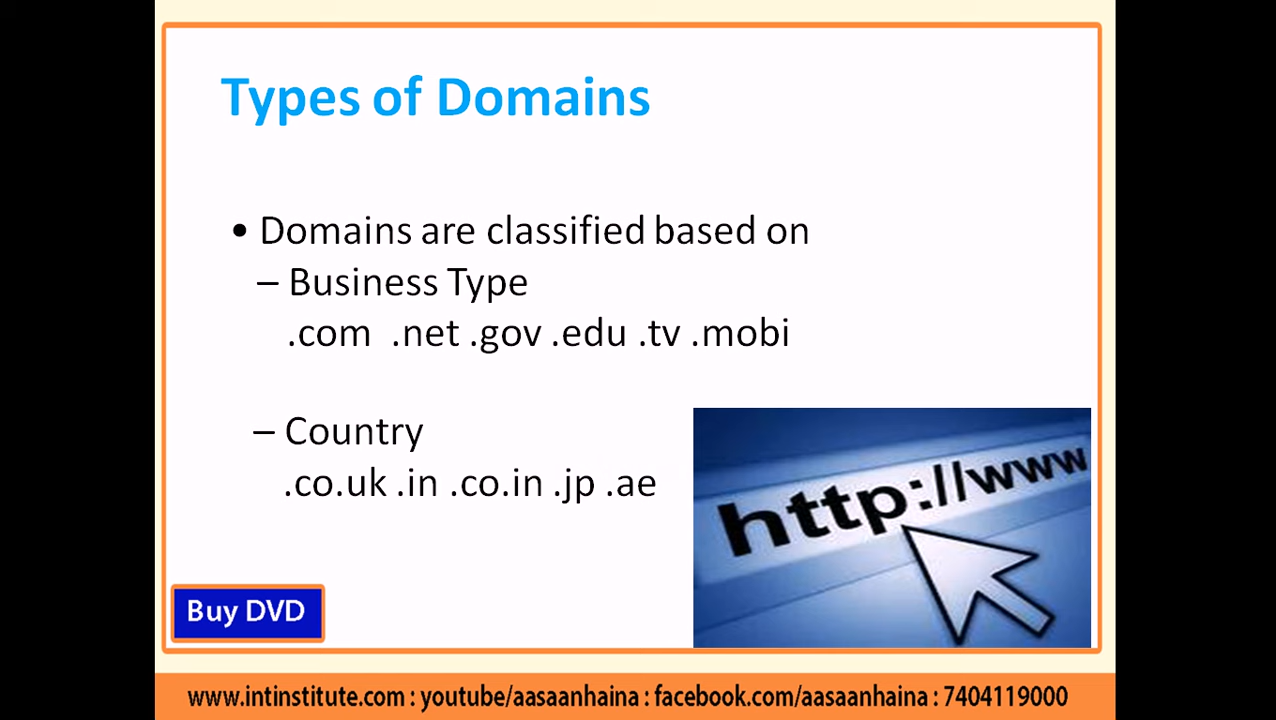 Types of Domains
• Domains are classified based on
– Business Type
.com .net .gov .edu .tv .mobi
– Country
.co.uk .in .co.in .jp .ae
http://www
Buy DVD
www.intinstitute.com : youtube/aasaanhaina : facebook.com/aasaanhaina : 7404119000